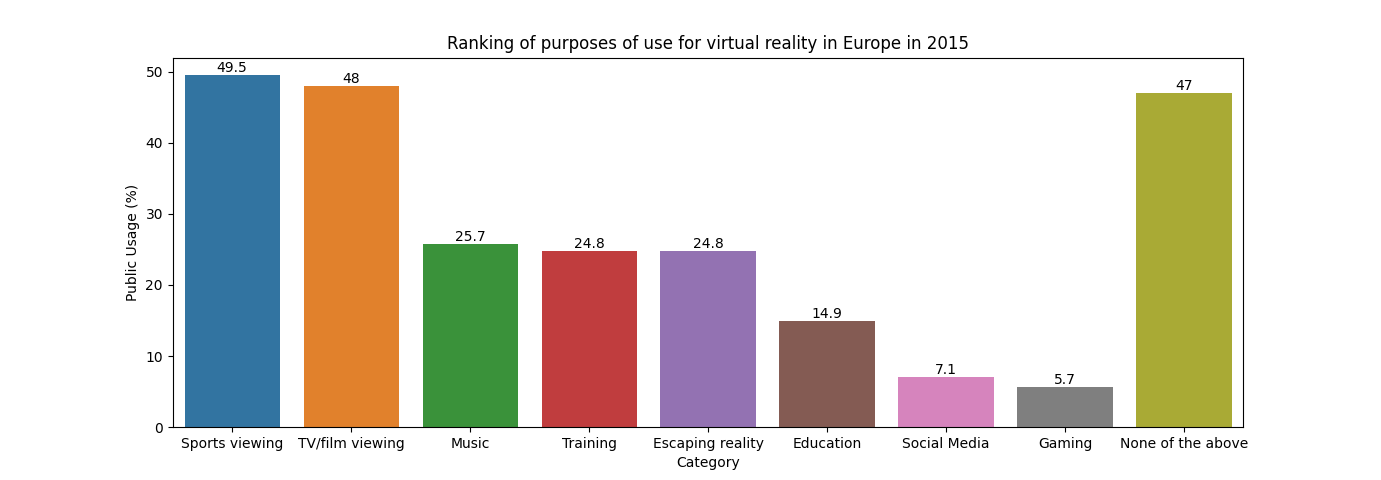 Ranking of purposes of use for virtual reality in Europe in 2015
Public Usage (%)
50
40
30
20
10
0
49.5
48
25.7
24.8
24.8
14.9
7.1
5.7
47
Sports viewing
TV/film viewing
Music
Training
Escaping reality
Education
Social Media
Gaming
None of the above
Category